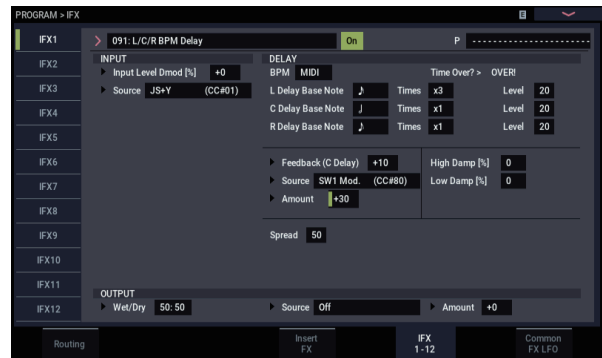 PROGRAM > IFX E
IFX1 091: L/C/R BPM Delay On P -----------------------
IFX2 INPUT DELAY
Input Level Dmod [%] +0 BPM MIDI Time Over? > OVER!
IFX3 Source JS+Y (CC#01) L Delay Base Note ♪ Times x3 Level 20
IFX4 C Delay Base Note ♩ Times x1 Level 20
IFX5 R Delay Base Note ♪ Times x1 Level 20
IFX6 Feedback (C Delay) +10 High Damp [%] 0
IFX7 Source SW1 Mod. (CC#80) Low Damp [%] 0
IFX8 Amount +30
IFX9 Spread 50
IFX10
IFX11
OUTPUT
IFX12 Wet/Dry 50: 50 Source Off Amount +0
Routing Insert FX IFX 1-12 Common FX LFO